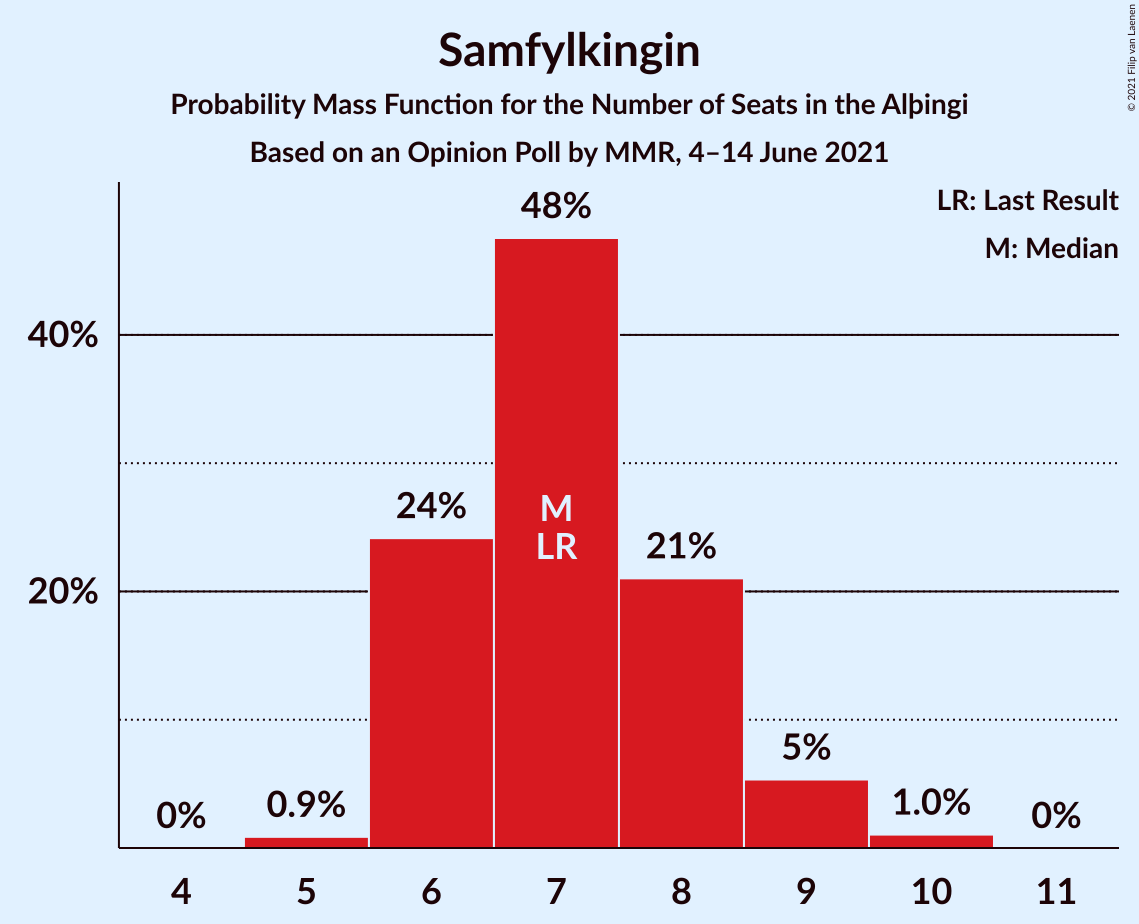 Samfylkingin
Probability Mass Function for the Number of Seats in the Alþingi
Based on an Opinion Poll by MMR, 4–14 June 2021
© 2021 Filip van Laenen
LR: Last Result
M: Median
48%
40%
24%
M
LR
21%
20%
5%
0%
0.9%
1.0%
0%
4
5
6
7
8
9
10
11